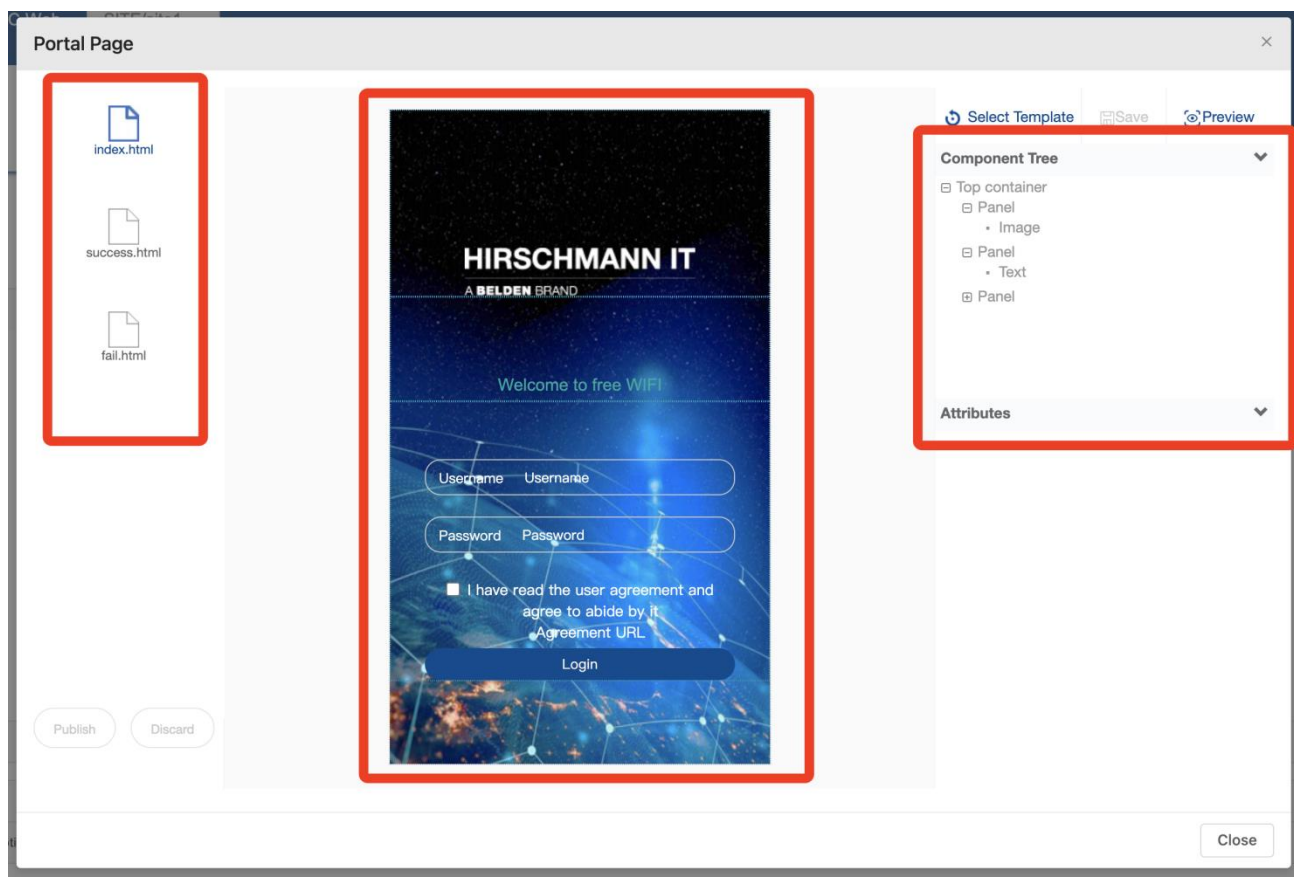 SITE/site1
Portal Page
index.html
success.html
fail.html
Publish
Discard
HIRSCHMANN IT
A BELDEN BRAND
Welcome to free WIFI
Username Username
Password Password
I have read the user agreement and
agree to abide by it
Agreement URL
Login
Select Template Save Preview
Component Tree
Top container
Panel
Image
Panel
Text
Panel
Attributes
Close